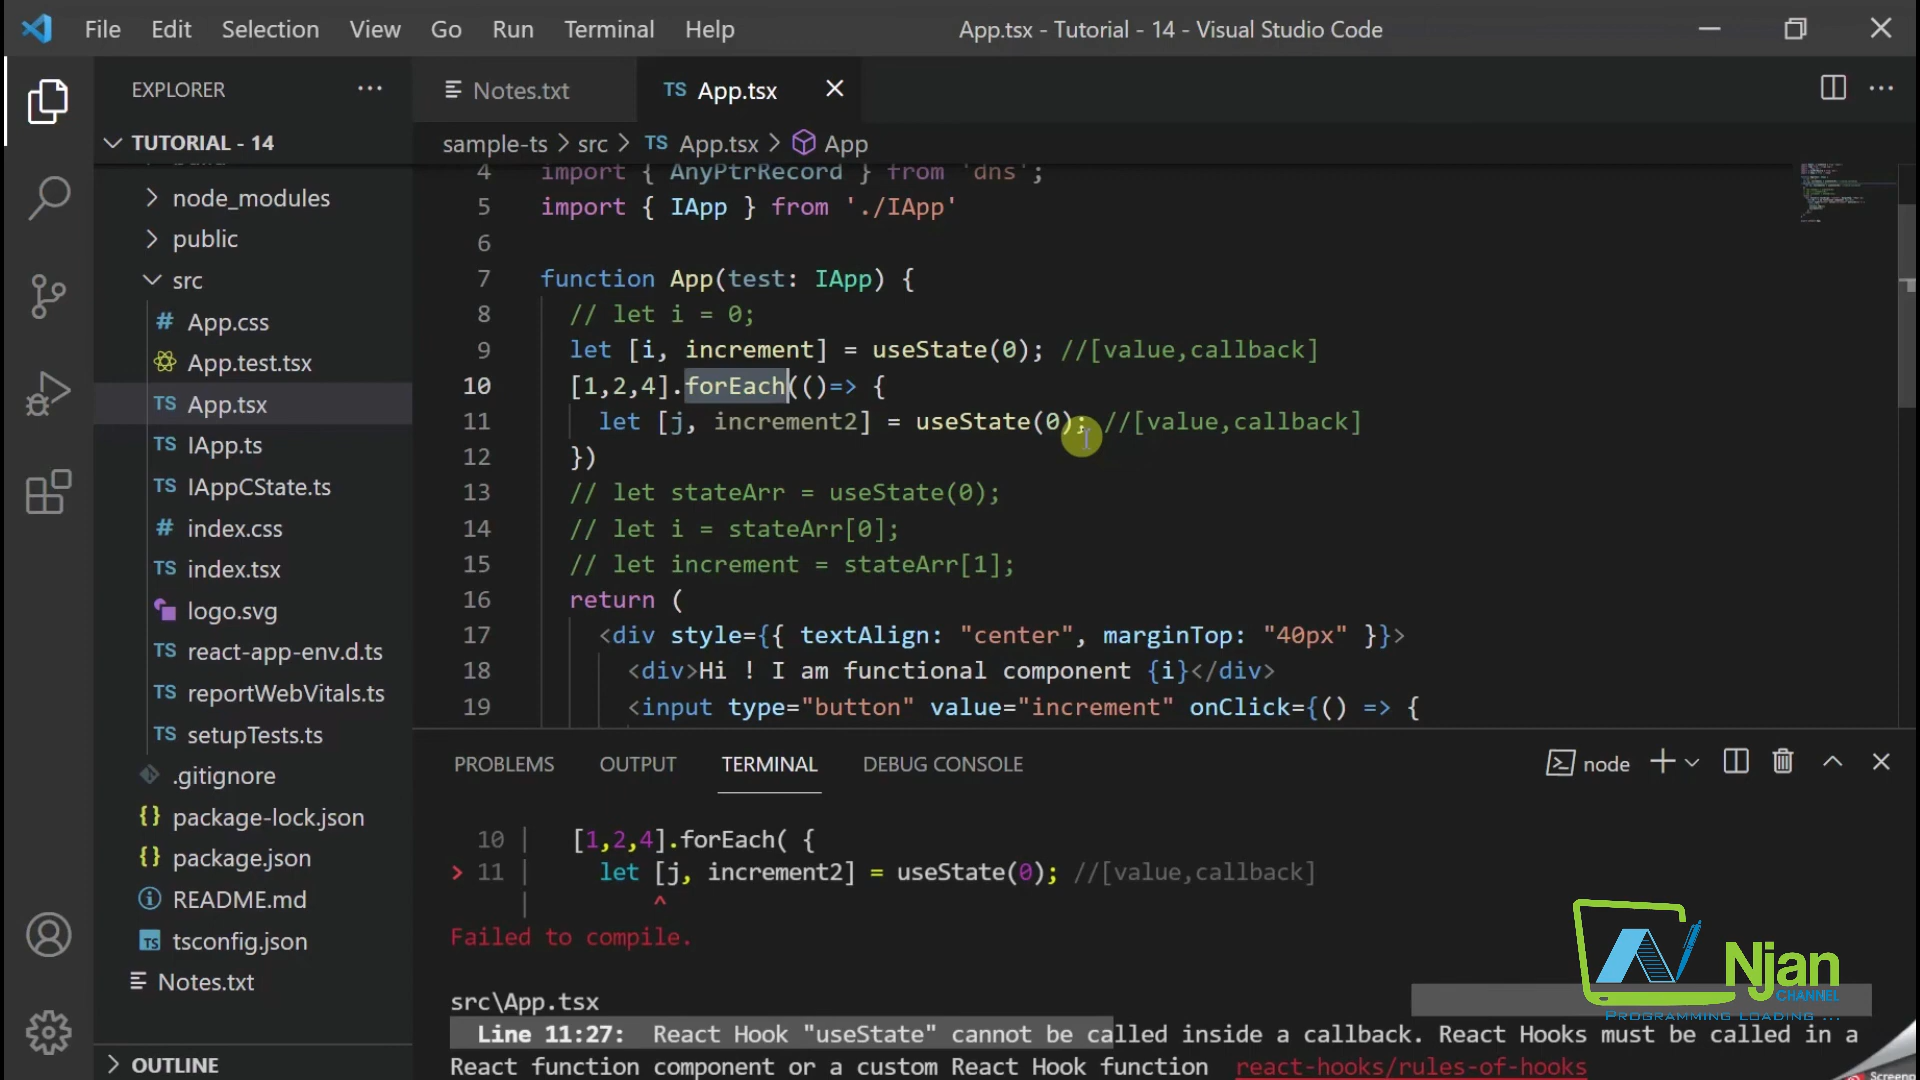 File Edit Selection View Go Run Terminal Help App.tsx - Tutorial - 14 - Visual Studio Code
EXPLORER
Notes.txt
TS App.tsx
TUTORIAL - 14
sample-ts > src > TS App.tsx > App
node_modules
public
src
# App.css
App.test.tsx
TS App.tsx
TS IApp.ts
TS IAppCState.ts
# index.css
TS index.tsx
logo.svg
TS react-app-env.d.ts
TS reportWebVitals.ts
TS setupTests.ts
.gitignore
{} package-lock.json
{} package.json
README.md
TS tsconfig.json
Notes.txt
OUTLINE
4 import { AnyPtrRecord } from 'dns';
5 import { IApp } from './IApp'
6
7 function App(test: IApp) {
8 // let i = 0;
9 let [i, increment] = useState(0); //[value,callback]
10 [1,2,4].forEach(()=> {
11 let [j, increment2] = useState(0); //[value,callback]
12 })
13 // let stateArr = useState(0);
14 // let i = stateArr[0];
15 // let increment = stateArr[1];
16 return (
17 <div style={{ textAlign: "center", marginTop: "40px" }}>
18 <div>Hi ! I am functional component {i}</div>
19 <input type="button" value="increment" onClick={() => {
PROBLEMS OUTPUT TERMINAL DEBUG CONSOLE
node
10 | [1,2,4].forEach( {
> 11 | let [j, increment2] = useState(0); //[value,callback]
| ^
Failed to compile.
src\App.tsx
Line 11:27: React Hook "useState" cannot be called inside a callback. React Hooks must be called in a
React function component or a custom React Hook function react-hooks/rules-of-hooks
Njan
CHANNEL
PROGRAMMING LOADING ...